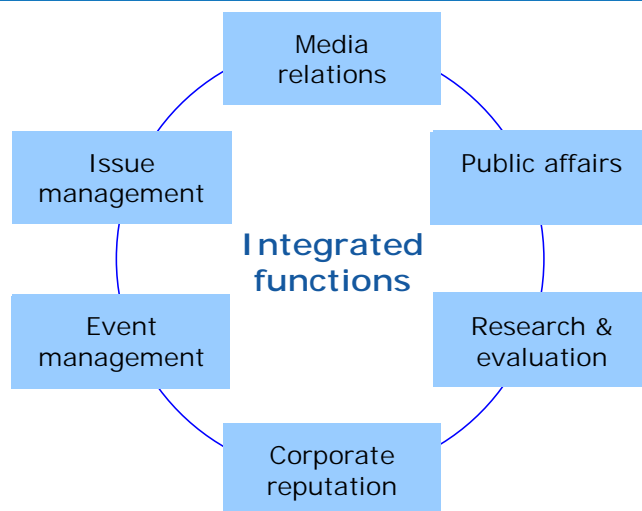 Media
relations
Public affairs
Issue
management
Integrated
functions
Research &
evaluation
Event
management
Corporate
reputation